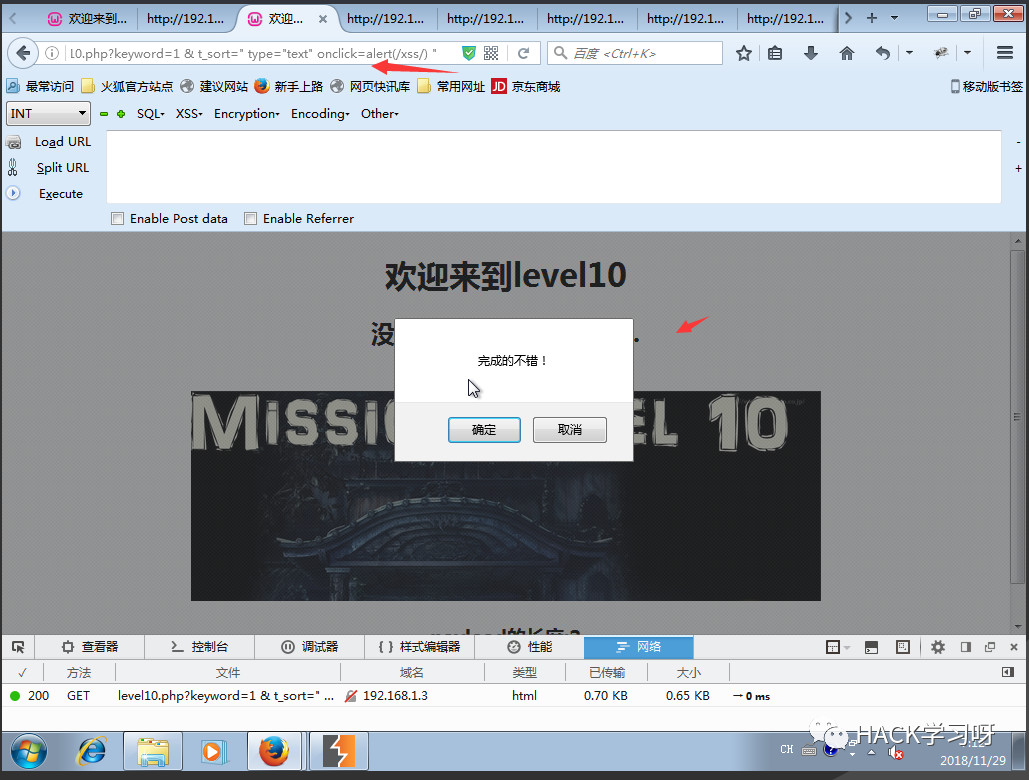 欢迎来到... http://192.1... 欢迎... http://192.1... http://192.1... http://192.1... http://192.1... http://192.1...
l0.php?keyword=1 & t_sort=" type="text" onclick=alert(/xss/) " 百度 <Ctrl+K>
最常访问 火狐官方站点 建议网站 新手上路 网页快讯库 常用网址 JD 京东商城 移动版书签
INT SQL XSS Encryption Encoding Other
Load URL
Split URL
Execute
Enable Post data Enable Referrer
欢迎来到level10
没 .
完成的不错！
确定 取消
LEVEL 10
查看器 控制台 调试器 { } 样式编辑器 性能 网络
✓ 方法 文件 域名 类型 已传输 大小
200 GET level10.php?keyword=1 & t_sort=" ... 192.168.1.3 html 0.70 KB 0.65 KB → 0 ms
CH HACK学习呀
2018/11/29